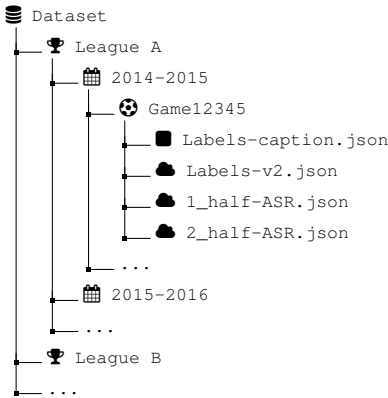 Dataset
League A
2014-2015
Game12345
Labels-caption.json
Labels-v2.json
1_half-ASR.json
2_half-ASR.json
...
2015-2016
...
League B
...